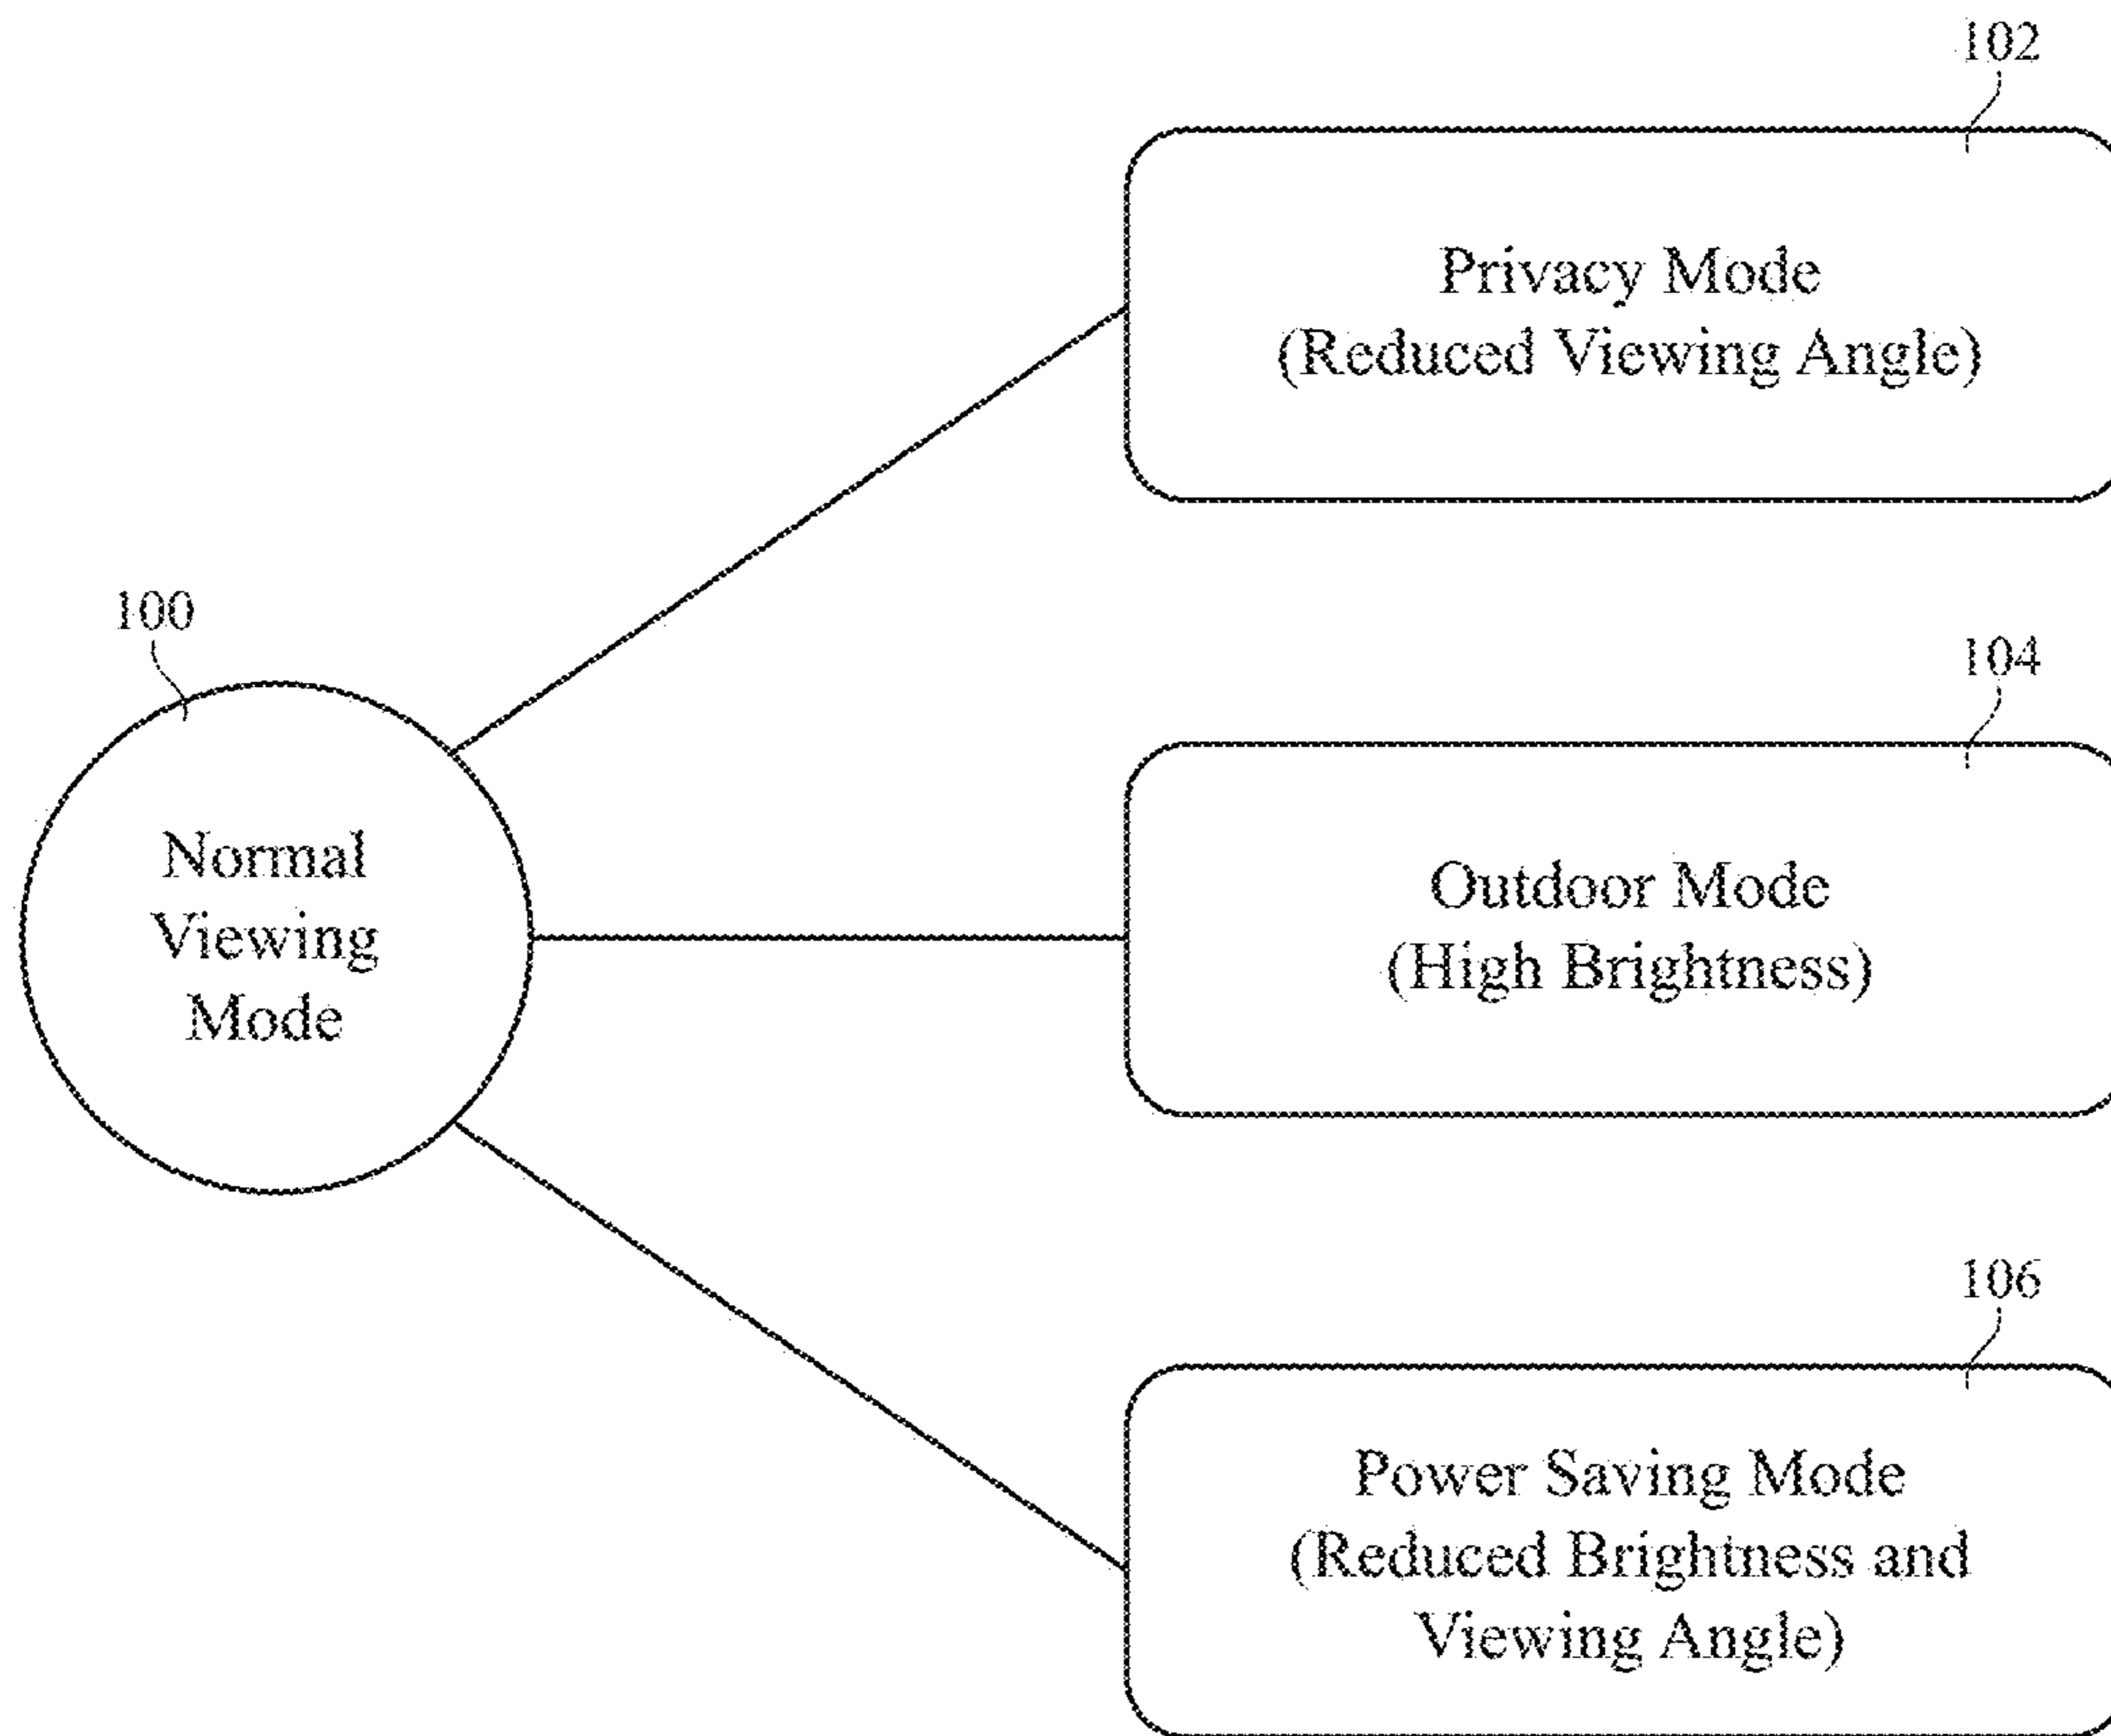 102
Privacy Mode
(Reduced Viewing Angle)
100
Normal
Viewing
Mode
104
Outdoor Mode
(High Brightness)
106
Power Saving Mode
(Reduced Brightness and
Viewing Angle)